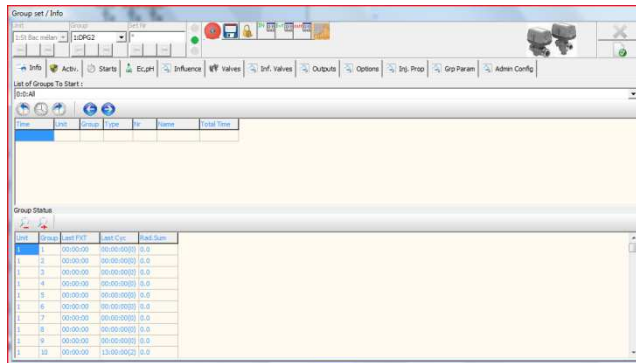 Group set / Info
Unit Group Set Nr
1:St Bac mélan 1:DPG2 *
Info Activ. Starts Ec,pH Influence Valves Inf. Valves Outputs Options Inj. Prop Grp Param Admin Config
List of Groups To Start :
0:0:All
Time Unit Group Type Nr Name Total Time
Group Status
Unit Group Last FXT Last Cyc Rad.Sum
1 1 00:00:00 00:00:00(0) 0.0
1 2 00:00:00 00:00:00(0) 0.0
1 3 00:00:00 00:00:00(0) 0.0
1 4 00:00:00 00:00:00(0) 0.0
1 5 00:00:00 00:00:00(0) 0.0
1 6 00:00:00 00:00:00(0) 0.0
1 7 00:00:00 00:00:00(0) 0.0
1 8 00:00:00 00:00:00(0) 0.0
1 9 00:00:00 00:00:00(0) 0.0
1 10 00:00:00 13:00:00(2) 0.0